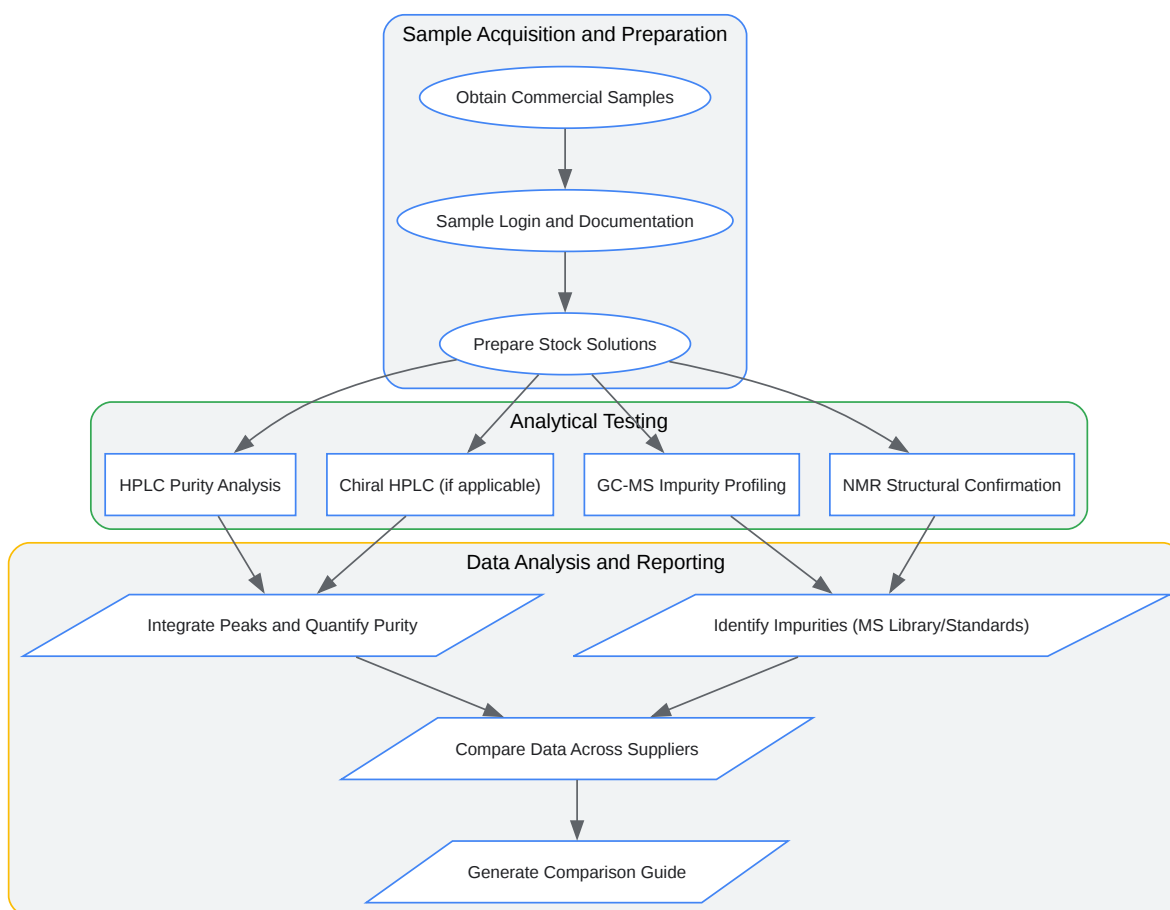 Sample Acquisition and Preparation
Obtain Commercial Samples
Sample Login and Documentation
Prepare Stock Solutions
Analytical Testing
HPLC Purity Analysis
Chiral HPLC (if applicable)
GC-MS Impurity Profiling
NMR Structural Confirmation
Data Analysis and Reporting
Integrate Peaks and Quantify Purity
Identify Impurities (MS Library/Standards)
Compare Data Across Suppliers
Generate Comparison Guide